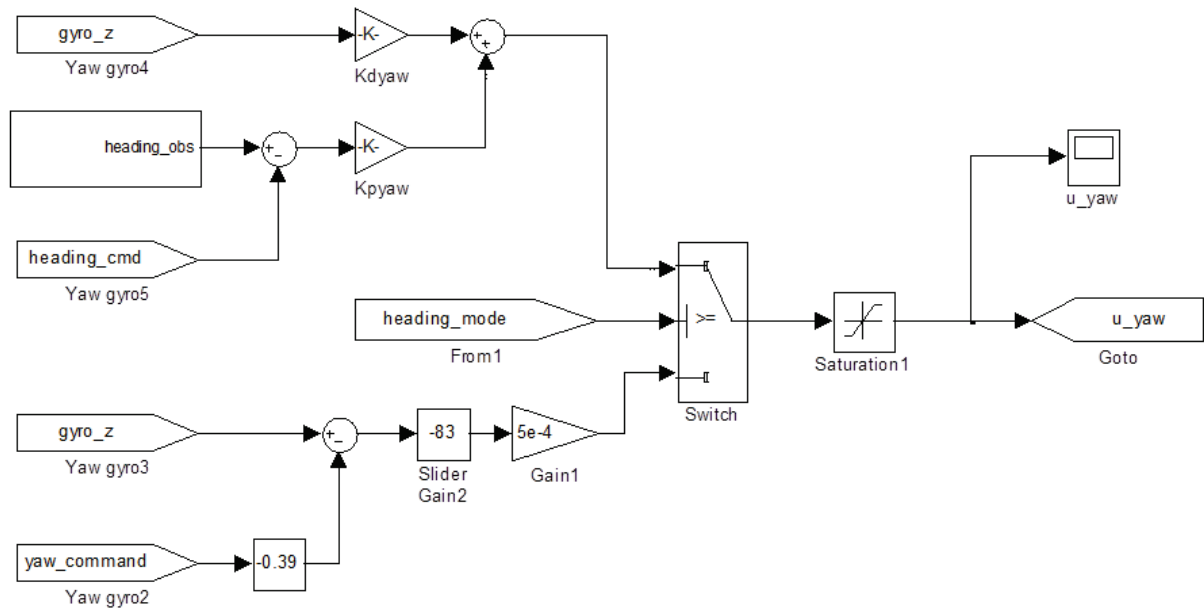 gyro_z
Yaw gyro4
-K-
Kdyaw
+
+
heading_obs
+
-
-K-
Kpyaw
u_yaw
heading_cmd
Yaw gyro5
heading_mode
From1
>=
Switch
Saturation1
u_yaw
Goto
gyro_z
Yaw gyro3
+
-
-83
Slider
Gain2
5e-4
Gain1
yaw_command
Yaw gyro2
-0.39